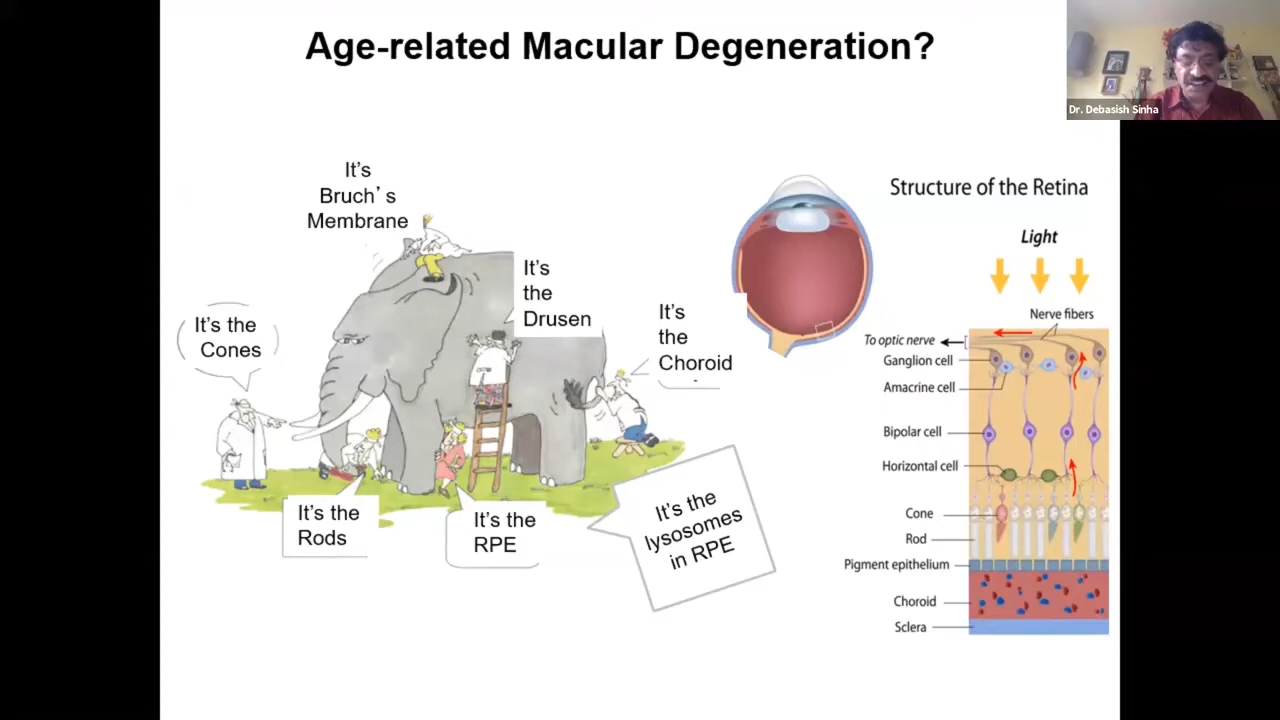 Age-related Macular Degeneration?
Dr. Debasish Sinha
It's
Bruch's
Membrane
It's
the
Drusen
It's
the
Choroid
It's the
Cones
It's the
Rods
It's the
RPE
It's the
lysosomes
in RPE
Structure of the Retina
Light
Nerve fibers
To optic nerve
Ganglion cell
Amacrine cell
Bipolar cell
Horizontal cell
Cone
Rod
Pigment epithelium
Choroid
Sclera